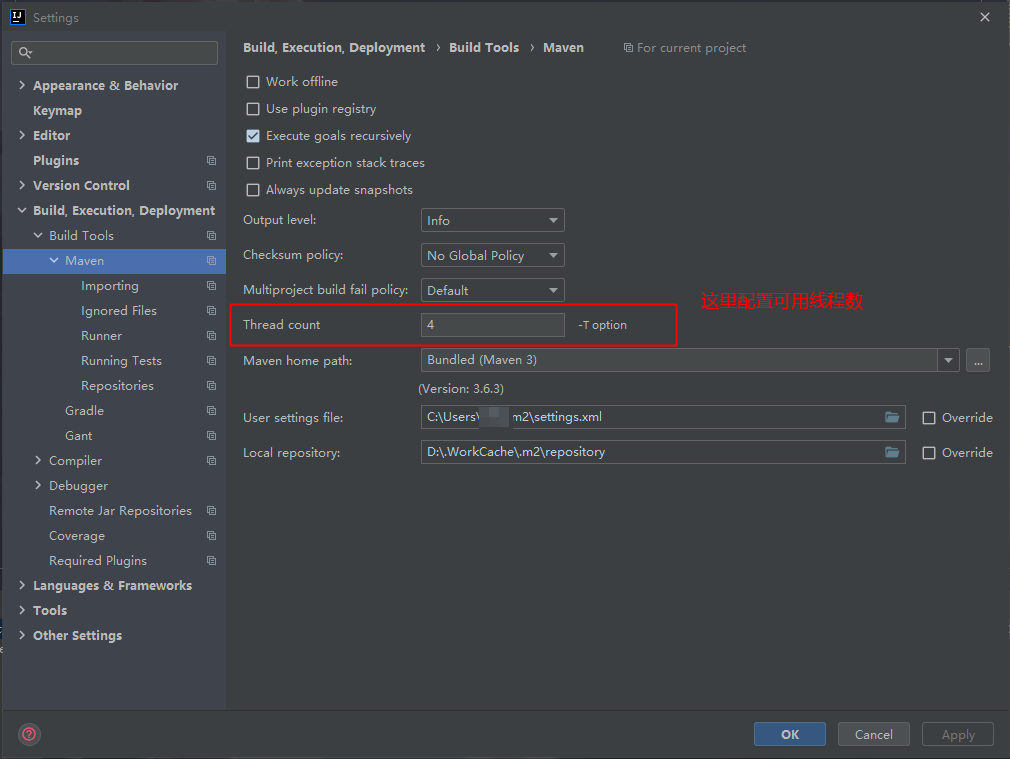 Settings
Build, Execution, Deployment › Build Tools › Maven For current project
Appearance & Behavior
Keymap
Editor
Plugins
Version Control
Build, Execution, Deployment
Build Tools
Maven
Importing
Ignored Files
Runner
Running Tests
Repositories
Gradle
Gant
Compiler
Debugger
Remote Jar Repositories
Coverage
Required Plugins
Languages & Frameworks
Tools
Other Settings
Work offline
Use plugin registry
Execute goals recursively
Print exception stack traces
Always update snapshots
Output level: Info
Checksum policy: No Global Policy
Multiproject build fail policy: Default
Thread count 4 -T option
这里配置可用线程数
Maven home path: Bundled (Maven 3) ...
(Version: 3.6.3)
User settings file: C:\Users\ m2\settings.xml Override
Local repository: D:\.WorkCache\.m2\repository Override
? OK Cancel Apply